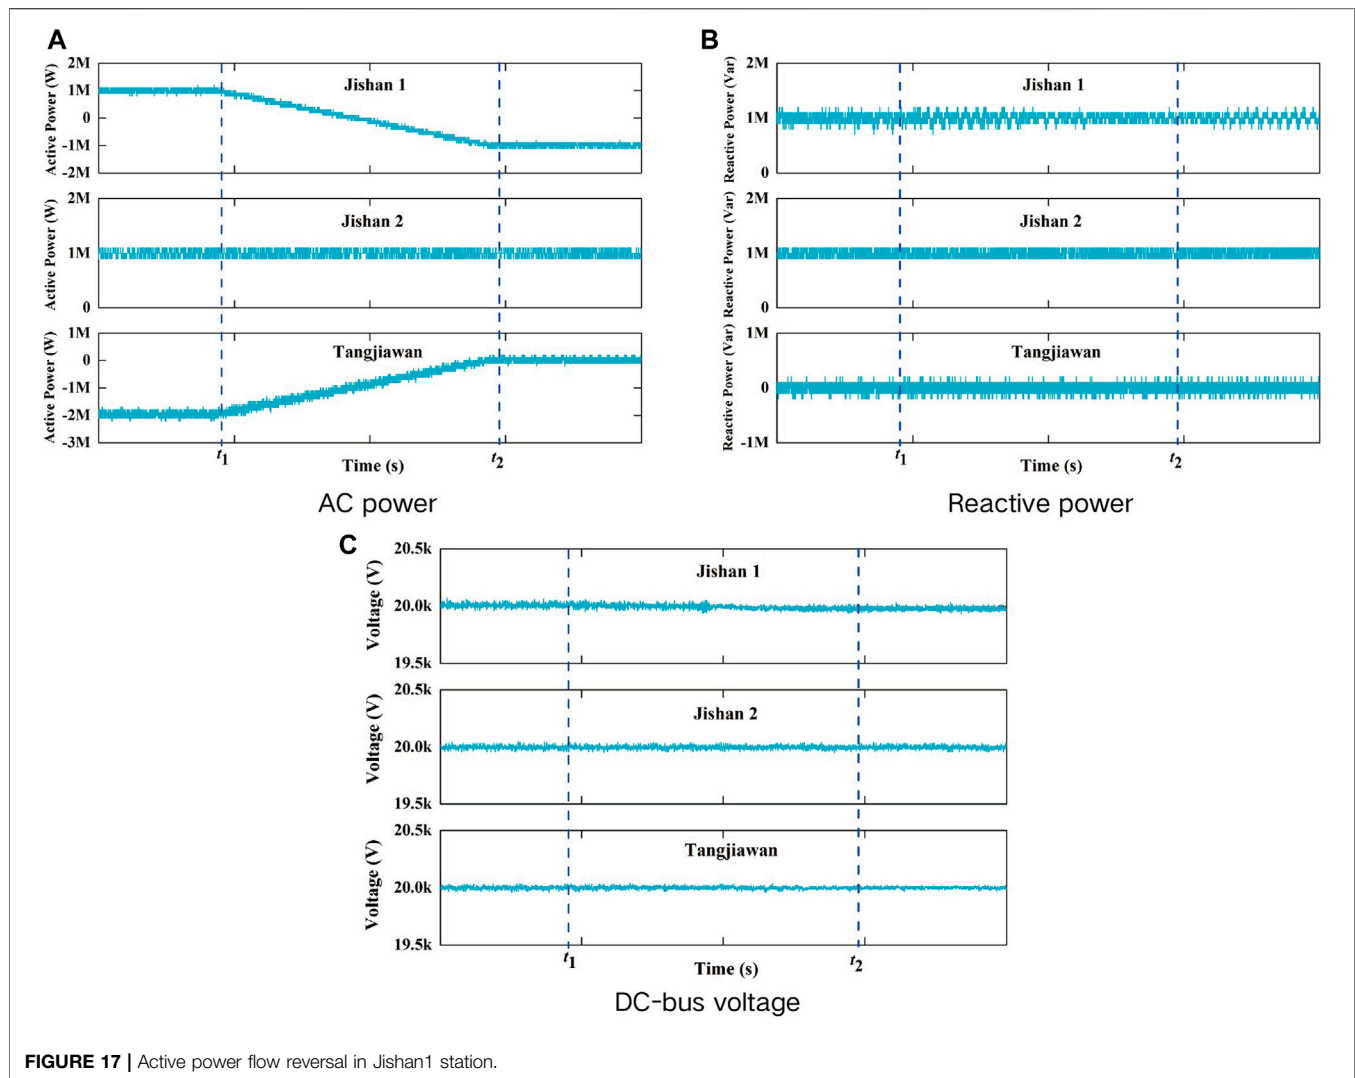 A
Active Power (W)
2M
1M
0
-1M
-2M
Jishan 1
Active Power (W)
2M
1M
0
Jishan 2
Active Power (W)
1M
0
-1M
-2M
-3M
Tangjiawan
t1
Time (s)
t2
AC power
B
Reactive Power (Var)
2M
1M
0
Jishan 1
Reactive Power (Var)
2M
1M
0
Jishan 2
Reactive Power (Var)
1M
0
-1M
Tangjiawan
t1
Time (s)
t2
Reactive power
C
Voltage (V)
20.5k
20.0k
19.5k
Jishan 1
Voltage (V)
20.5k
20.0k
19.5k
Jishan 2
Voltage (V)
20.5k
20.0k
19.5k
Tangjiawan
t1
Time (s)
t2
DC-bus voltage
FIGURE 17 | Active power flow reversal in Jishan1 station.